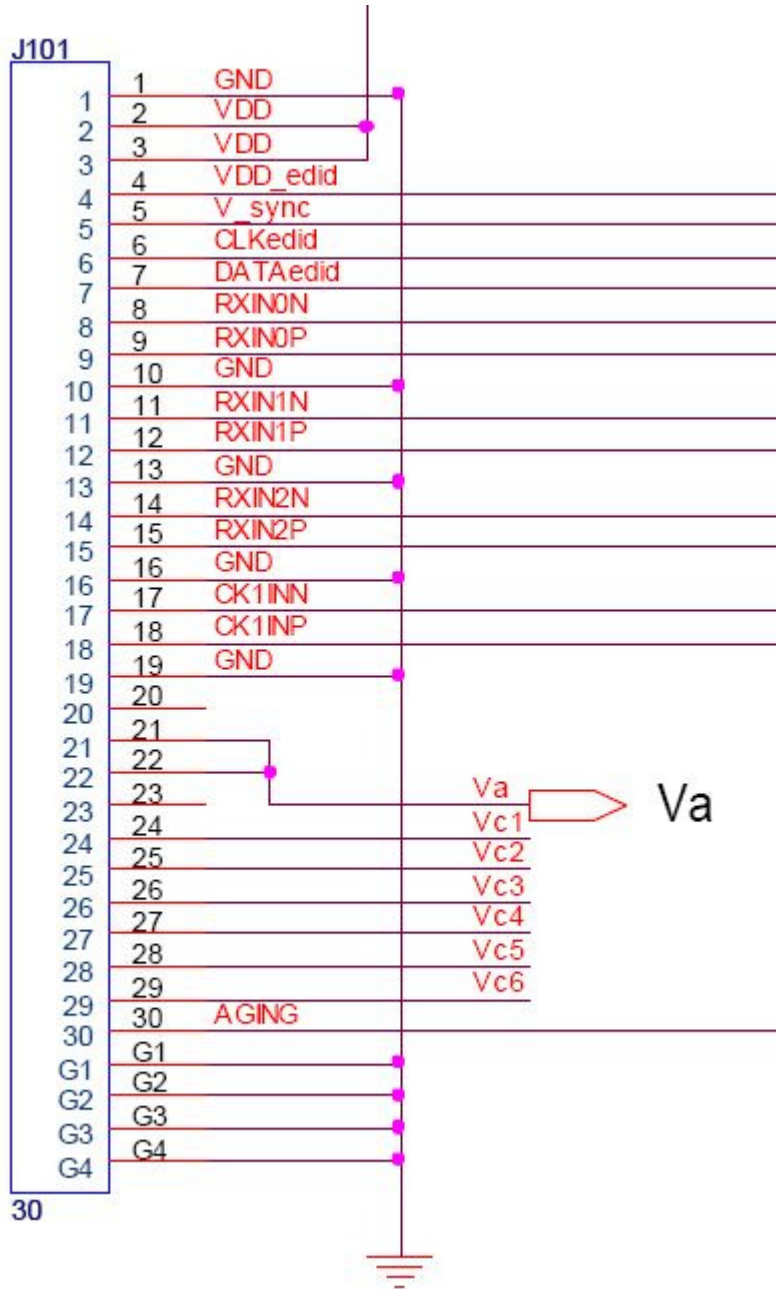 J101
1 1 GND
2 2 VDD
3 3 VDD
4 4 VDD_edid
5 5 V_sync
6 6 CLKedid
7 7 DATAedid
8 8 RXIN0N
9 9 RXIN0P
10 10 GND
11 11 RXIN1N
12 12 RXIN1P
13 13 GND
14 14 RXIN2N
15 15 RXIN2P
16 16 GND
17 17 CK1INN
18 18 CK1INP
19 19 GND
20 20
21 21
22 22
23 23 Va Va
24 24 Vc1
25 25 Vc2
26 26 Vc3
27 27 Vc4
28 28 Vc5
29 29 Vc6
30 30 AGING
G1 G1
G2 G2
G3 G3
G4 G4
30